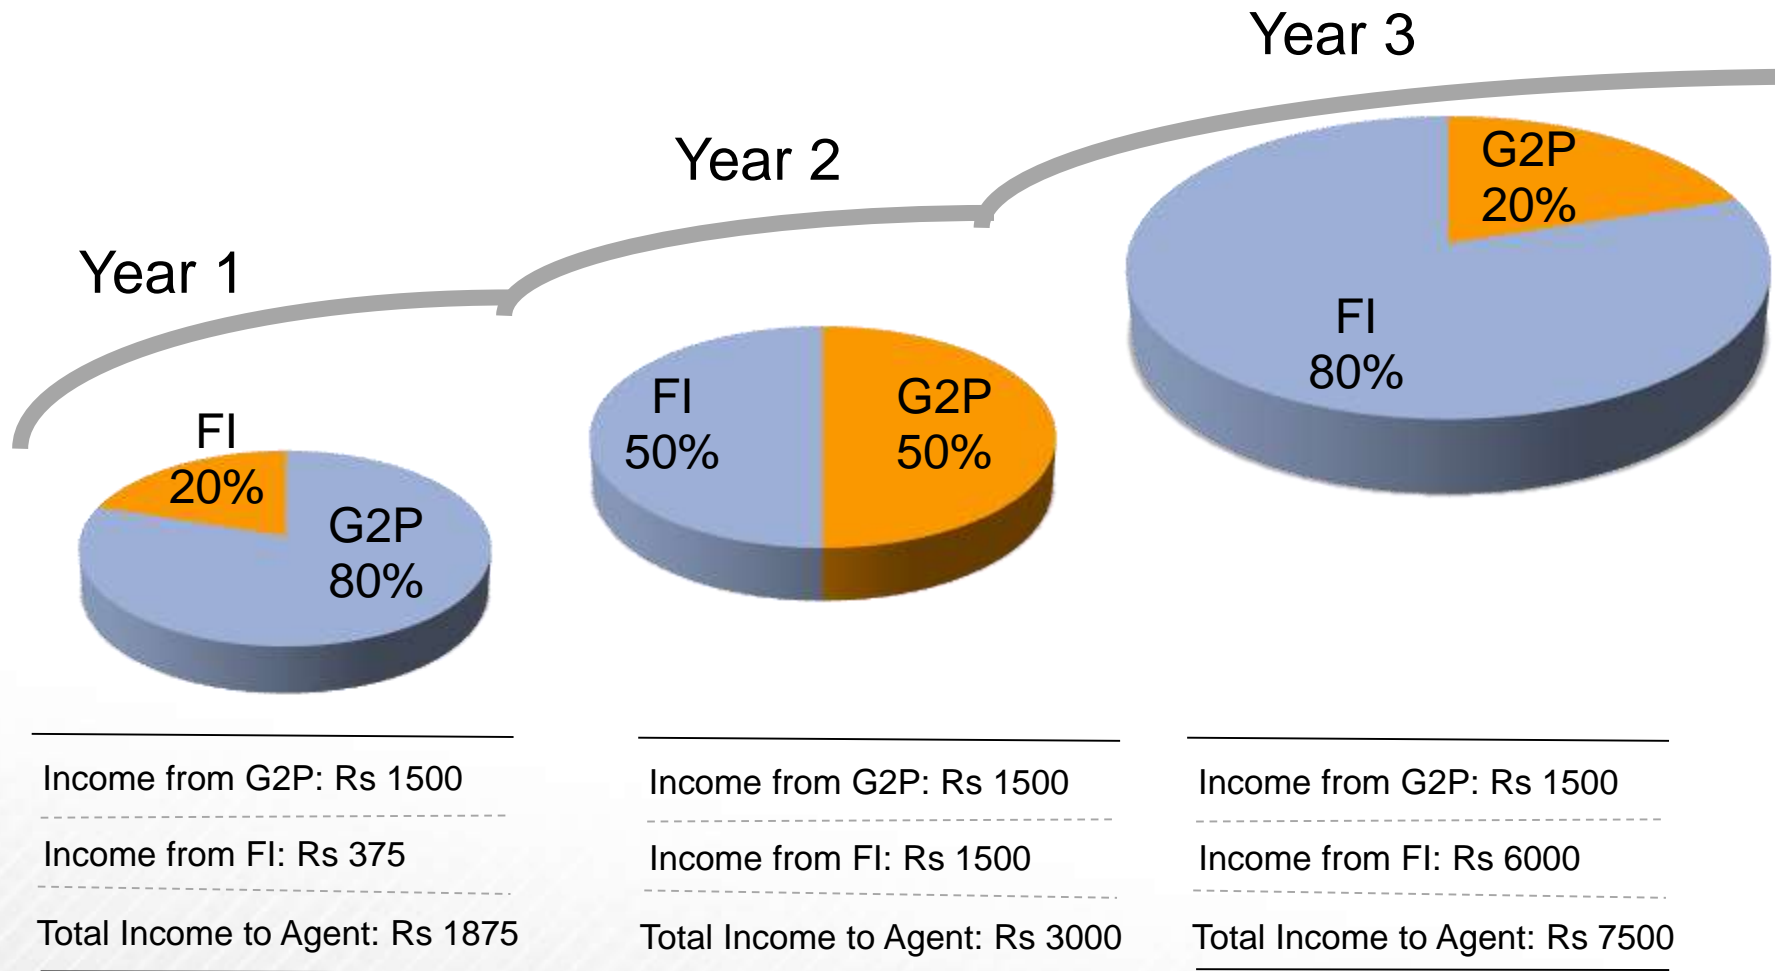 Year 1
FI
20%
G2P
80%
Income from G2P: Rs 1500
Income from FI: Rs 375
Total Income to Agent: Rs 1875
Year 2
FI
50%
G2P
50%
Income from G2P: Rs 1500
Income from FI: Rs 1500
Total Income to Agent: Rs 3000
Year 3
G2P
20%
FI
80%
Income from G2P: Rs 1500
Income from FI: Rs 6000
Total Income to Agent: Rs 7500